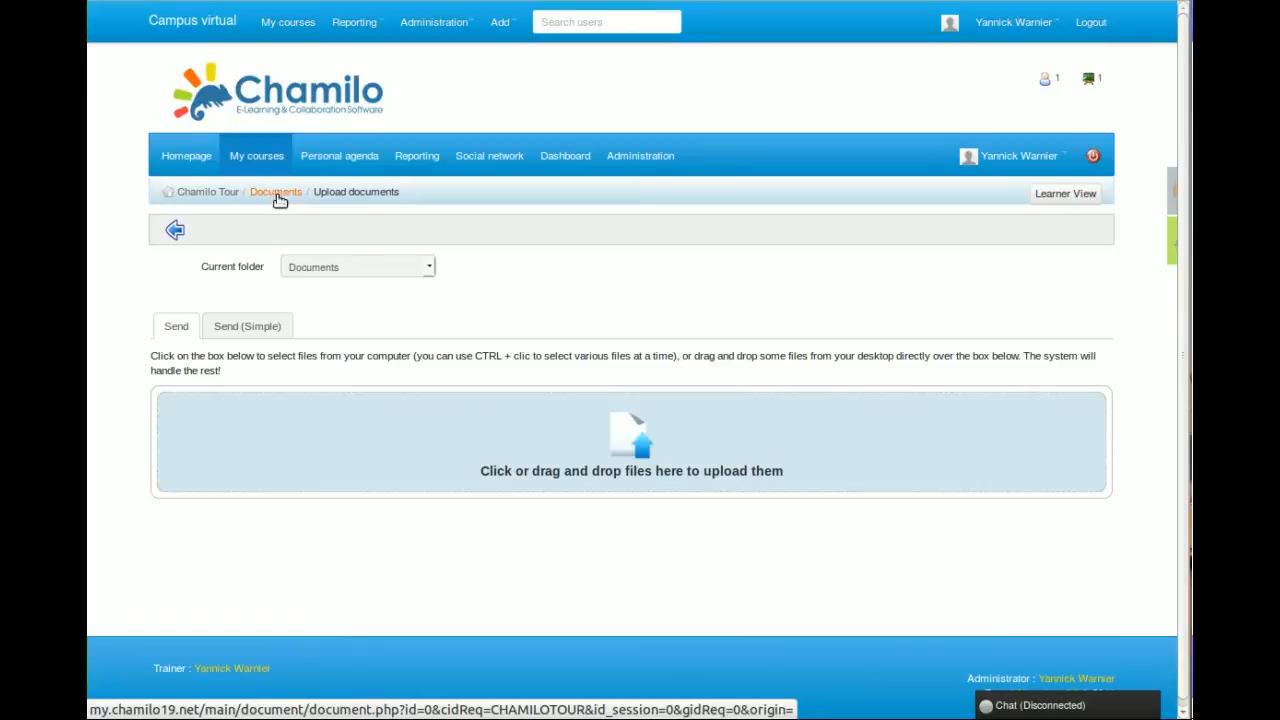 Campus virtual My courses Reporting Administration Add Search users Yannick Warnier Logout
Chamilo
E-Learning & Collaboration Software
1 1
Homepage My courses Personal agenda Reporting Social network Dashboard Administration Yannick Warnier
Chamilo Tour / Documents / Upload documents Learner View
Current folder Documents
Send Send (Simple)
Click on the box below to select files from your computer (you can use CTRL + clic to select various files at a time), or drag and drop some files from your desktop directly over the box below. The system will
handle the rest!
Click or drag and drop files here to upload them
Trainer : Yannick Warnier
Administrator : Yannick Warnier
Chat (Disconnected)
my.chamilo19.net/main/document/document.php?id=0&cidReq=CHAMILOTOUR&id_session=0&gidReq=0&origin=